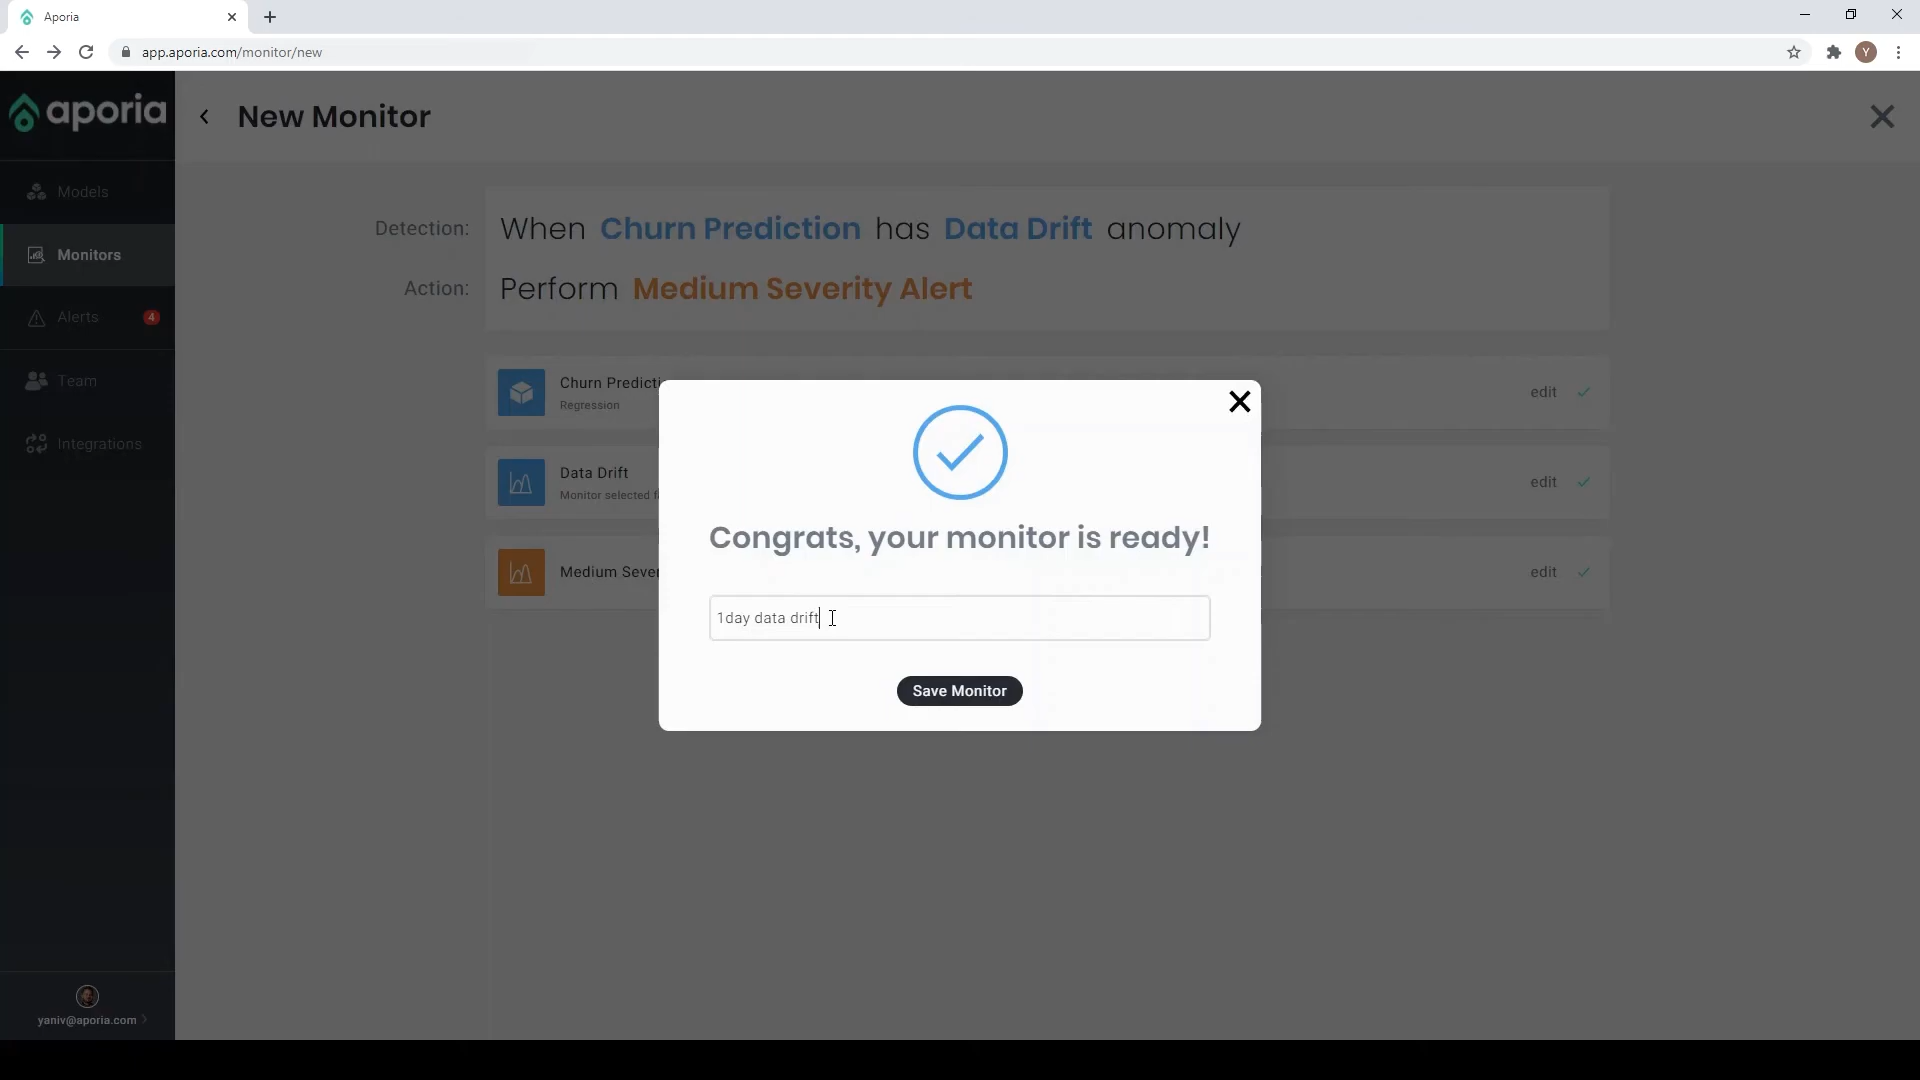 Aporia
app.aporia.com/monitor/new
Y
aporia
New Monitor
Models
Monitors
Alerts 4
Team
Integrations
yaniv@aporia.com
Detection: When Churn Prediction has Data Drift anomaly
Action: Perform Medium Severity Alert
Churn Predicti
Regression
edit
Data Drift
Monitor selected f
edit
Medium Sever
edit
Congrats, your monitor is ready!
1day data drift
Save Monitor